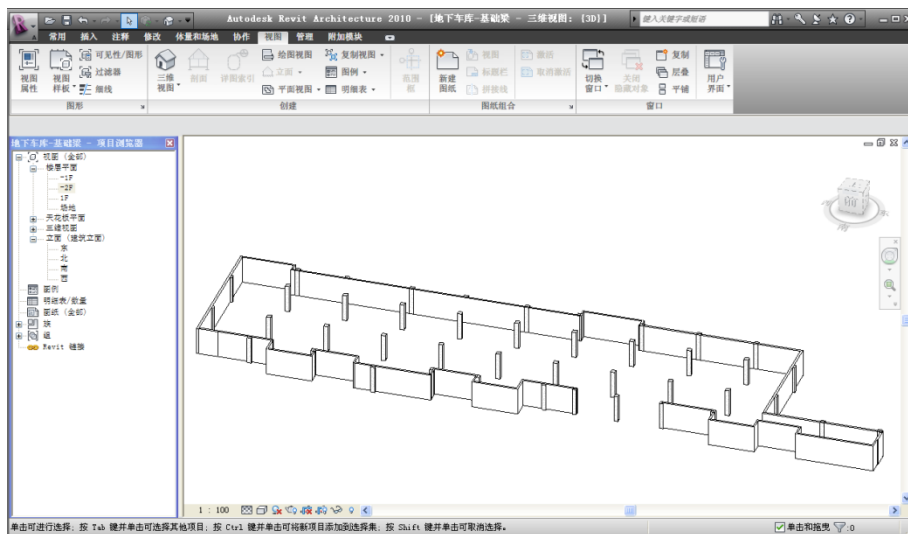 Autodesk Revit Architecture 2010 - [地下车库-基础梁 - 三维视图: {3D}]
键入关键字或短语
常用 插入 注释 修改 体量和场地 协作 视图 管理 附加模块
视图属性
视图样板
可见性/图形
过滤器
细线
三维视图
剖面
详图索引
绘图视图
立面
平面视图
复制视图
图例
明细表
范围框
新建图纸
视图
标题栏
拼接线
激活
取消激活
切换窗口
关闭隐藏对象
复制
层叠
平铺
用户界面
图形 创建 图纸组合 窗口
地下车库-基础梁 - 项目浏览器
视图 (全部)
楼层平面
-1F
-2F
1F
场地
天花板平面
三维视图
立面 (建筑立面)
东
北
南
西
图例
明细表/数量
图纸 (全部)
族
组
Revit 链接
前
南
1 : 100
单击可进行选择; 按 Tab 键并单击可选择其他项目; 按 Ctrl 键并单击可将新项目添加到选择集; 按 Shift 键并单击可取消选择。
单击和拖曳
:0